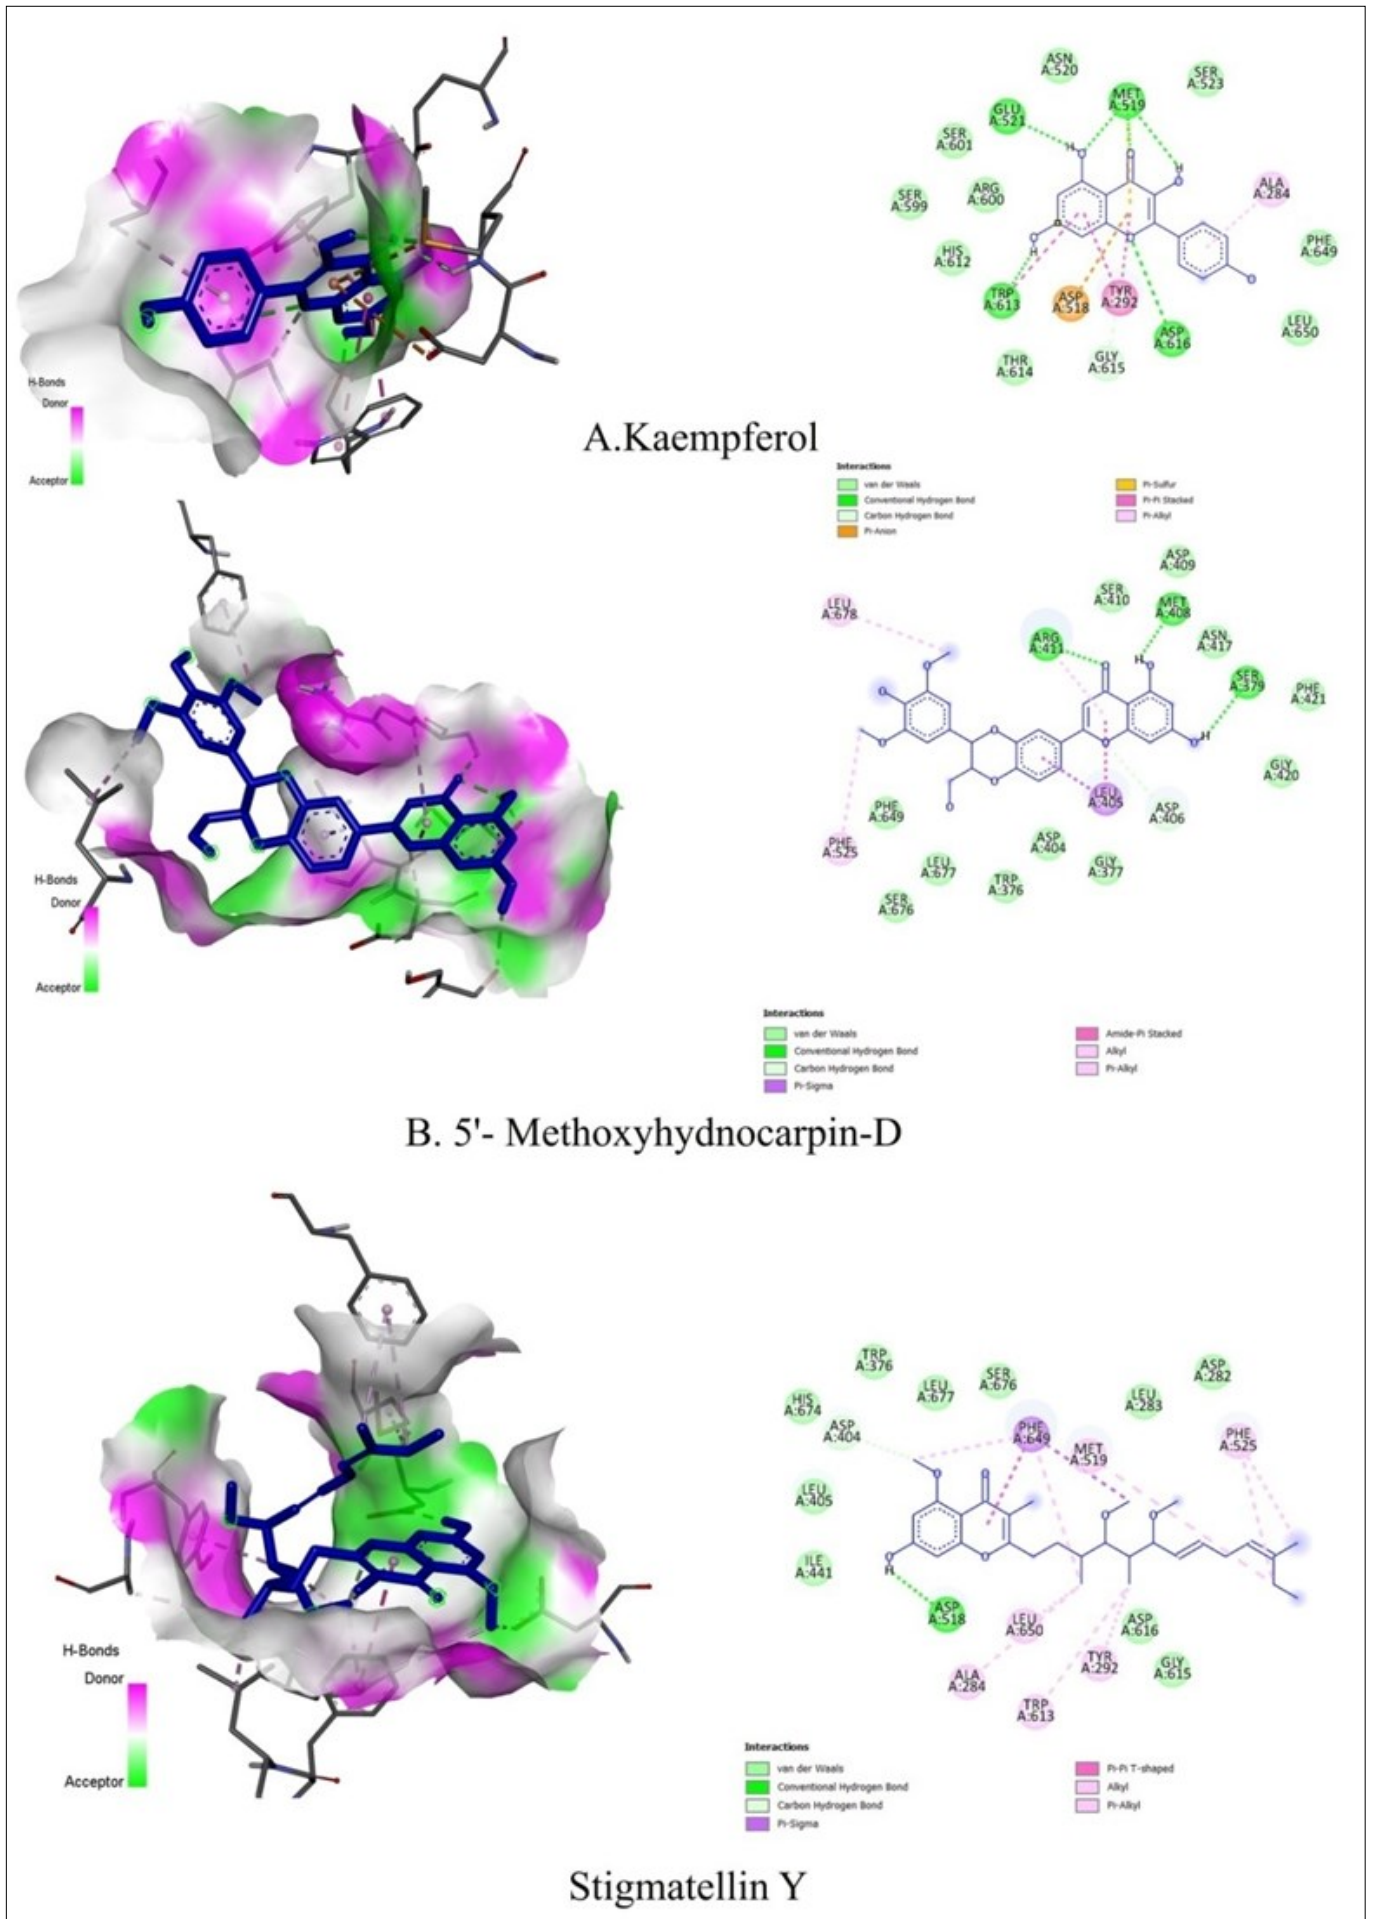 ASN
A:520
SER
A:523
MET
A:519
GLU
A:521
SER
A:601
ARG
A:600
SER
A:599
ALA
A:284
PHE
A:649
HIS
A:612
TRP
A:613
ASP
A:518
TYR
A:292
ASP
A:616
LEU
A:650
THR
A:614
GLY
A:615
H-Bonds
Donor
Acceptor
A.Kaempferol
Interactions
van der Waals
Conventional Hydrogen Bond
Carbon Hydrogen Bond
Pi-Anion
Pi-Sulfur
Pi-Pi Stacked
Pi-Alkyl
ASP
A:409
SER
A:410
MET
A:408
LEU
A:678
ARG
A:411
ASN
A:417
SER
A:379
PHE
A:421
GLY
A:420
LEU
A:405
ASP
A:406
PHE
A:649
PHE
A:525
LEU
A:677
ASP
A:404
GLY
A:377
TRP
A:376
SER
A:676
H-Bonds
Donor
Acceptor
Interactions
van der Waals
Conventional Hydrogen Bond
Carbon Hydrogen Bond
Pi-Sigma
Amide-Pi Stacked
Alkyl
Pi-Alkyl
B. 5'- Methoxyhydnocarpin-D
TRP
A:376
LEU
A:677
SER
A:676
ASP
A:282
LEU
A:283
HIS
A:674
ASP
A:404
PHE
A:649
MET
A:519
PHE
A:525
LEU
A:405
ILE
A:441
ASP
A:518
LEU
A:650
ASP
A:616
TYR
A:292
GLY
A:615
ALA
A:284
TRP
A:613
H-Bonds
Donor
Acceptor
Interactions
van der Waals
Conventional Hydrogen Bond
Carbon Hydrogen Bond
Pi-Sigma
Pi-Pi T-shaped
Alkyl
Pi-Alkyl
Stigmatellin Y